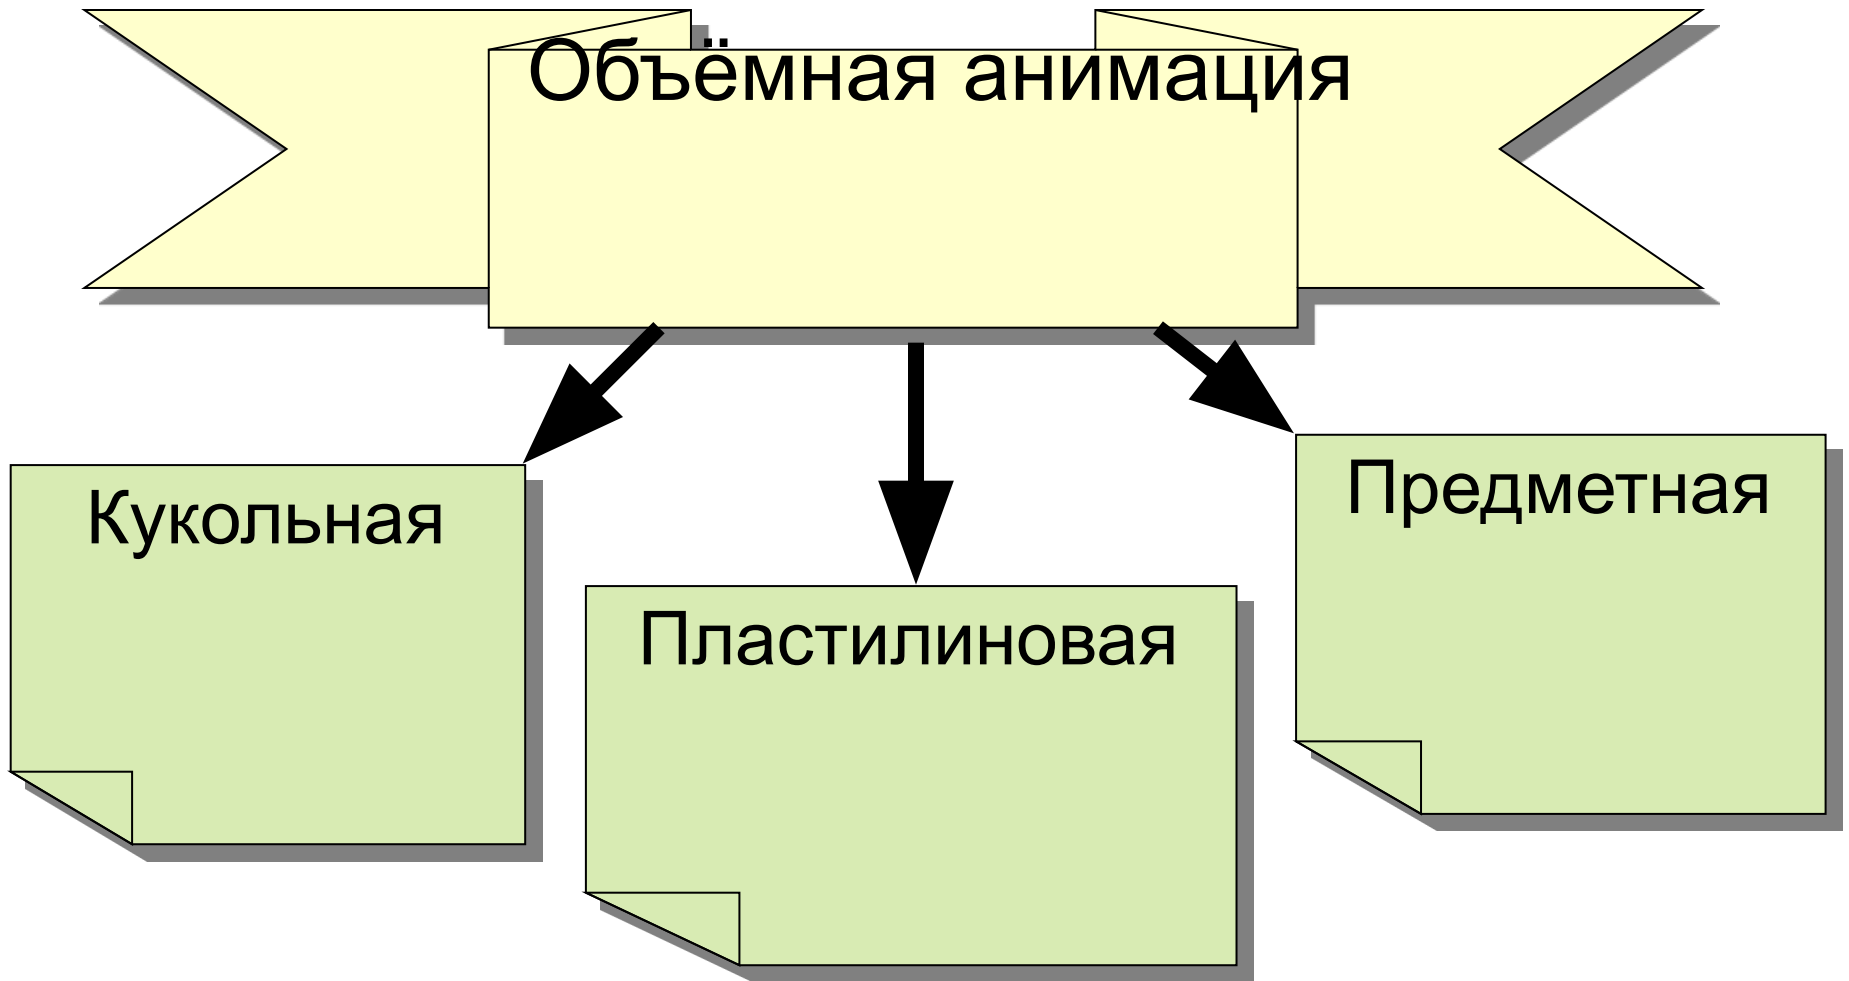 Объёмная анимация
Кукольная
Пластилиновая
Предметная